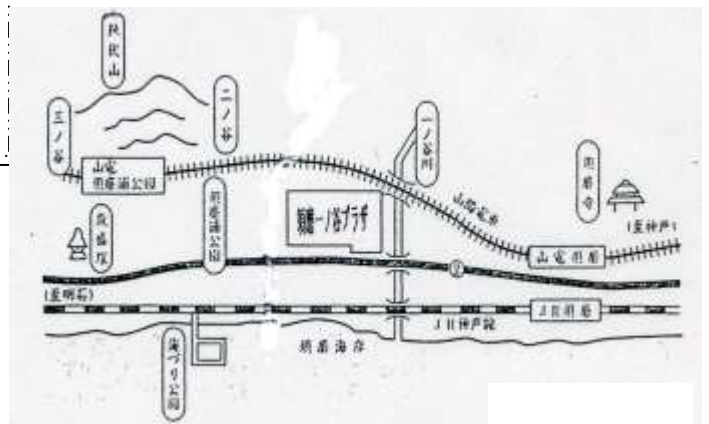 鉄伏山
三ノ谷
二ノ谷
一ノ谷川
山電
須磨浦公園
須磨寺
敦盛塚
須磨浦公園
須磨一ノ谷プラザ
山陽電車
(至神戸)
山電須磨
②
(至明石)
JR須磨
JR神戸線
須磨海岸
海づり公園